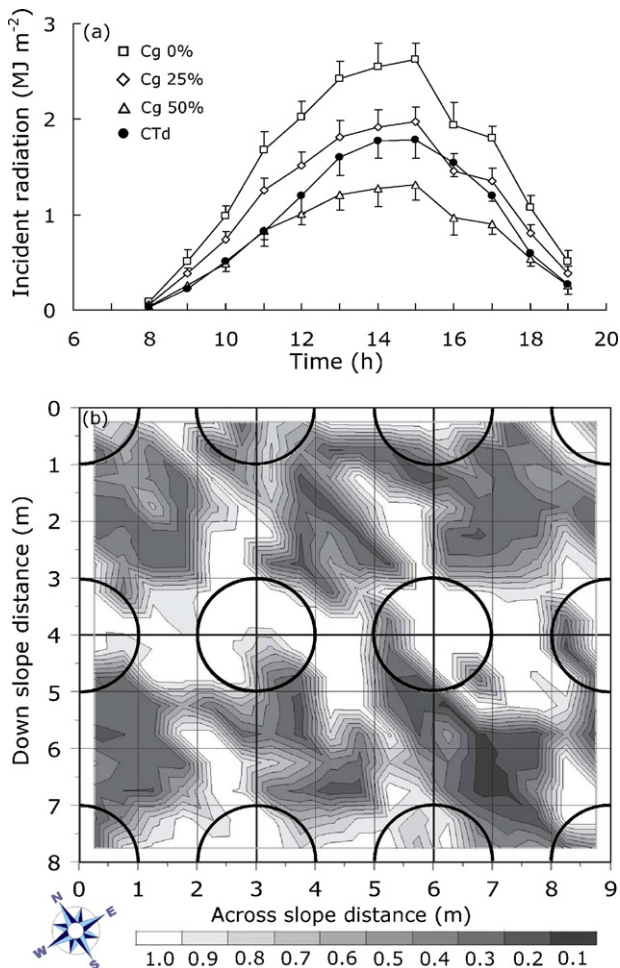 (a)
Incident radiation (MJ m⁻²)
3
2
1
0
Cg 0%
Cg 25%
Cg 50%
CTd
6 8 10 12 14 16 18 20
Time (h)
(b)
Down slope distance (m)
0
1
2
3
4
5
6
7
8
0 1 2 3 4 5 6 7 8 9
Across slope distance (m)
N
E
W
S
1.0 0.9 0.8 0.7 0.6 0.5 0.4 0.3 0.2 0.1